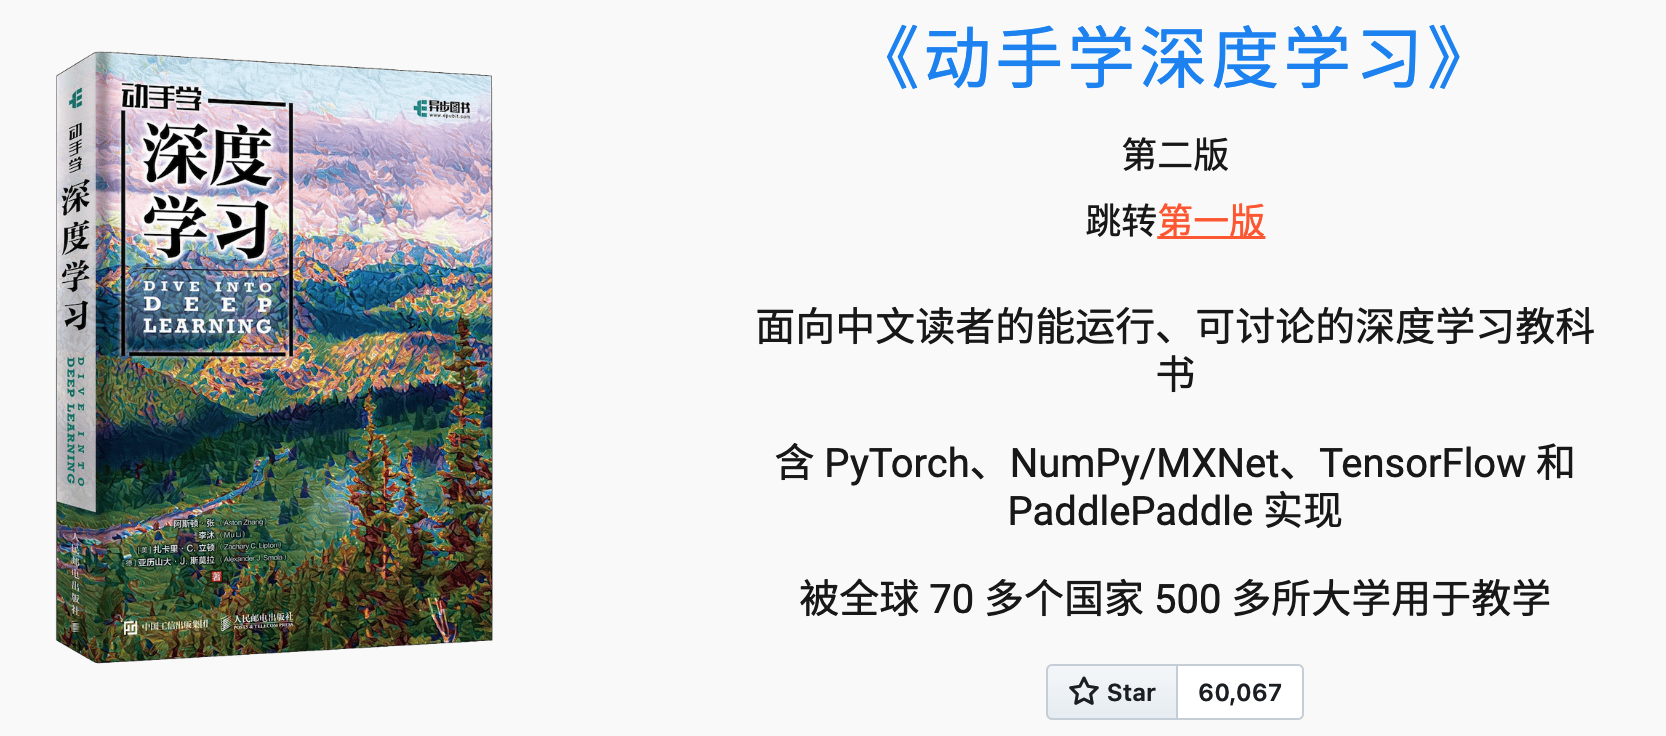 动手学
深度
学习
DIVE INTO
DEEP
LEARNING
异步图书
www.epubit.com
动手学
深度学习
DIVE INTO
DEEP LEARNING
人民邮电出版社
阿斯顿·张 (Aston Zhang)
李沐 (Mu Li)
[美] 扎卡里·C. 立顿 (Zachary C. Lipton)
[德] 亚历山大·J. 斯莫拉 (Alexander J. Smola)
著
中国工信出版集团
人民邮电出版社
POSTS & TELECOM PRESS
《动手学深度学习》
第二版
跳转第一版
面向中文读者的能运行、可讨论的深度学习教科
书
含 PyTorch、NumPy/MXNet、TensorFlow 和
PaddlePaddle 实现
被全球 70 多个国家 500 多所大学用于教学
Star 60,067